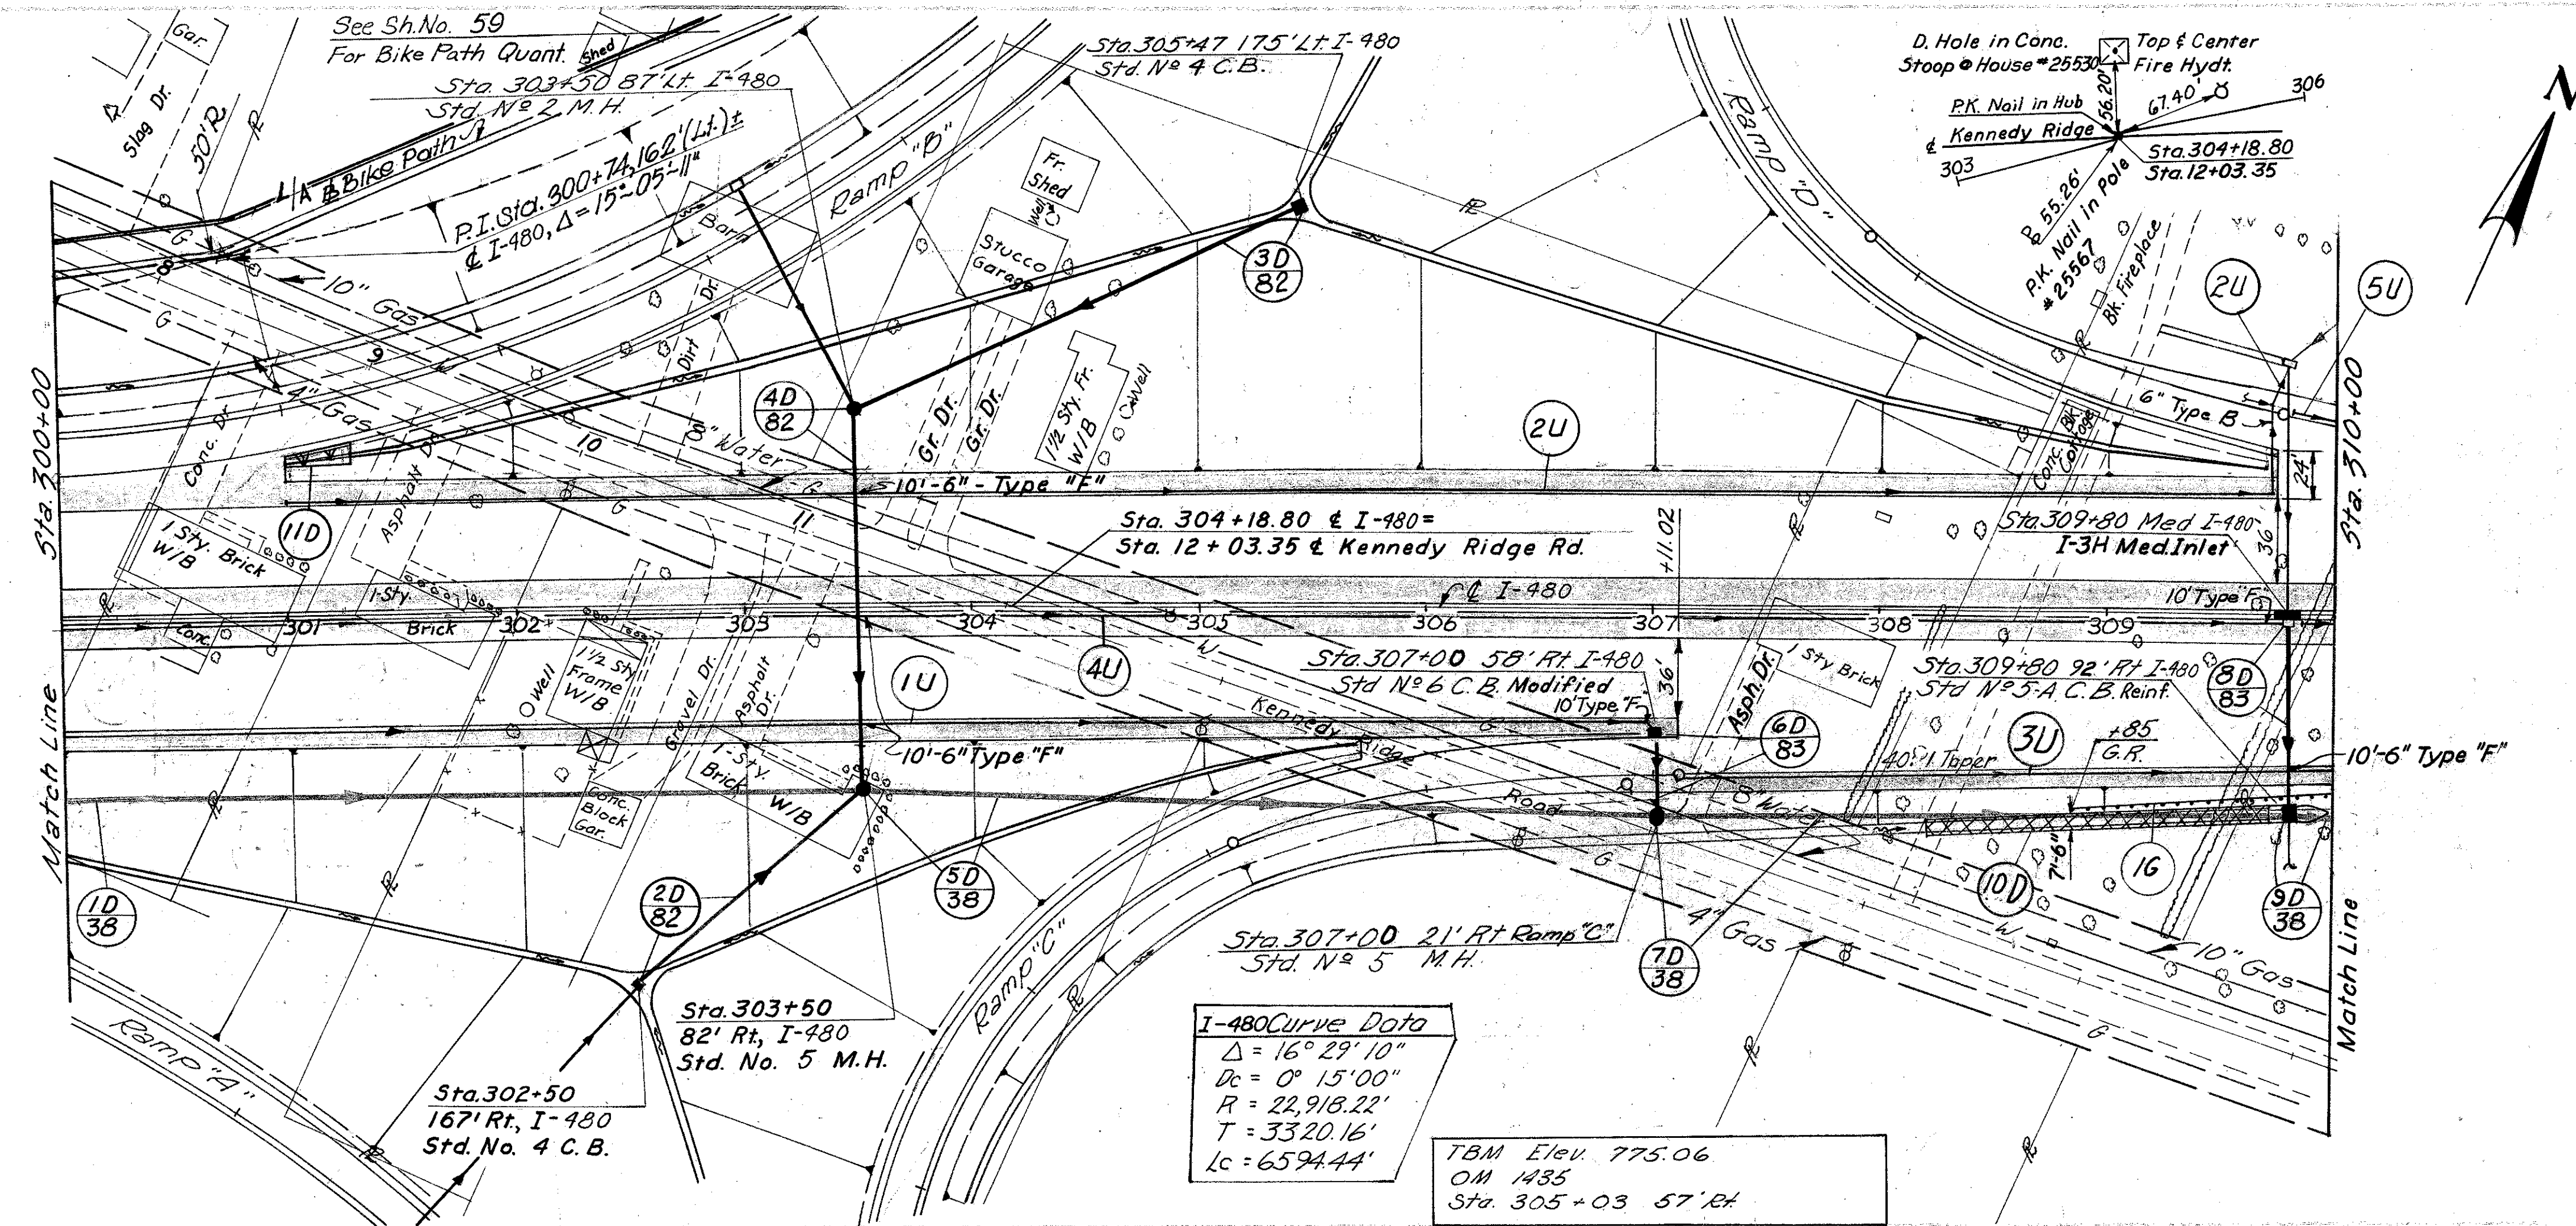 See Sh. No. 59
For Bike Path Quant.
Gar.
Slag Dr.
50' R
Shed
Sta. 303+50 87' Lt. I-480
Std. Nº 2 M.H.
L/A & Bike Path
P.I. Sta. 300+74,162'(Lt.)±
℄ I-480, Δ = 15°-05'-11"
Sta. 305+47 175' Lt. I-480
Std. Nº 4 C.B.
Barn
Ramp "B"
Fr. Shed
Well
Stucco Garage
3D
82
Ramp "D"
D. Hole in Conc.
Stoop @ House #25530
Top & Center
Fire Hydt.
56.20'
67.40'
306
P.K. Nail in Hub
℄ Kennedy Ridge
303
Sta. 304+18.80
Sta. 12+03.35
55.26'
P.K. Nail in Pole
#25567
Bk. Fireplace
N
2U
5U
Sta. 300+00
8
10" Gas
G
G
9
4" Gas
Dr.
Dirt
4D
82
10
8" Water
Conc. Dr.
Asphalt Dr.
Gr. Dr.
Gr. Dr.
1 1/2 Sty. Fr.
W/B
Well
2U
6" Type B
24'
Sta. 310+00
Conc.
Bk. Cottage
11D
G
G
11
10'-6" - Type "F"
1 Sty. Brick
W/B
Sta. 304+18.80 ℄ I-480=
Sta. 12+03.35 ℄ Kennedy Ridge Rd.
+11.02
Sta. 309+80 Med I-480
I-3H Med. Inlet
36'
℄ I-480
10' Type "F"
1-Sty.
Brick
Conc.
301
302
303
304
305
306
307
308
309
Well
1 1/2 Sty
Frame
W/B
Gravel Dr.
Asphalt Dr.
1U
4U
W
Sta. 307+00 58' Rt. I-480
Std Nº 6 C.B. Modified
10' Type "F"
36'
Asph. Dr.
1 Sty Brick
Sta. 309+80 92' Rt I-480
Std Nº 5-A C.B. Reinf.
8D
83
Match Line
10'-6" Type "F"
1-Sty.
Brick
W/B
Conc.
Block
Gar.
Kennedy Ridge Road
G
6D
83
40:1 Taper
3U
+85
G.R.
10'-6" Type "F"
8" Water
7'-6"
1G
10D
1D
38
2D
82
5D
38
9D
38
G
W
10" Gas
4" Gas
G
Sta. 307+00 21' Rt Ramp "C"
Std. Nº 5 M.H.
7D
38
Match Line
Ramp "A"
Ramp "C"
Sta. 303+50
82' Rt., I-480
Std. No. 5 M.H.
Sta. 302+50
167' Rt., I-480
Std. No. 4 C.B.
I-480 Curve Data
Δ = 16° 29' 10"
Dc = 0° 15' 00"
R = 22,918.22'
T = 3320.16'
Lc = 6594.44'
TBM Elev. 775.06
OM 1435
Sta. 305+03 57' Rt.